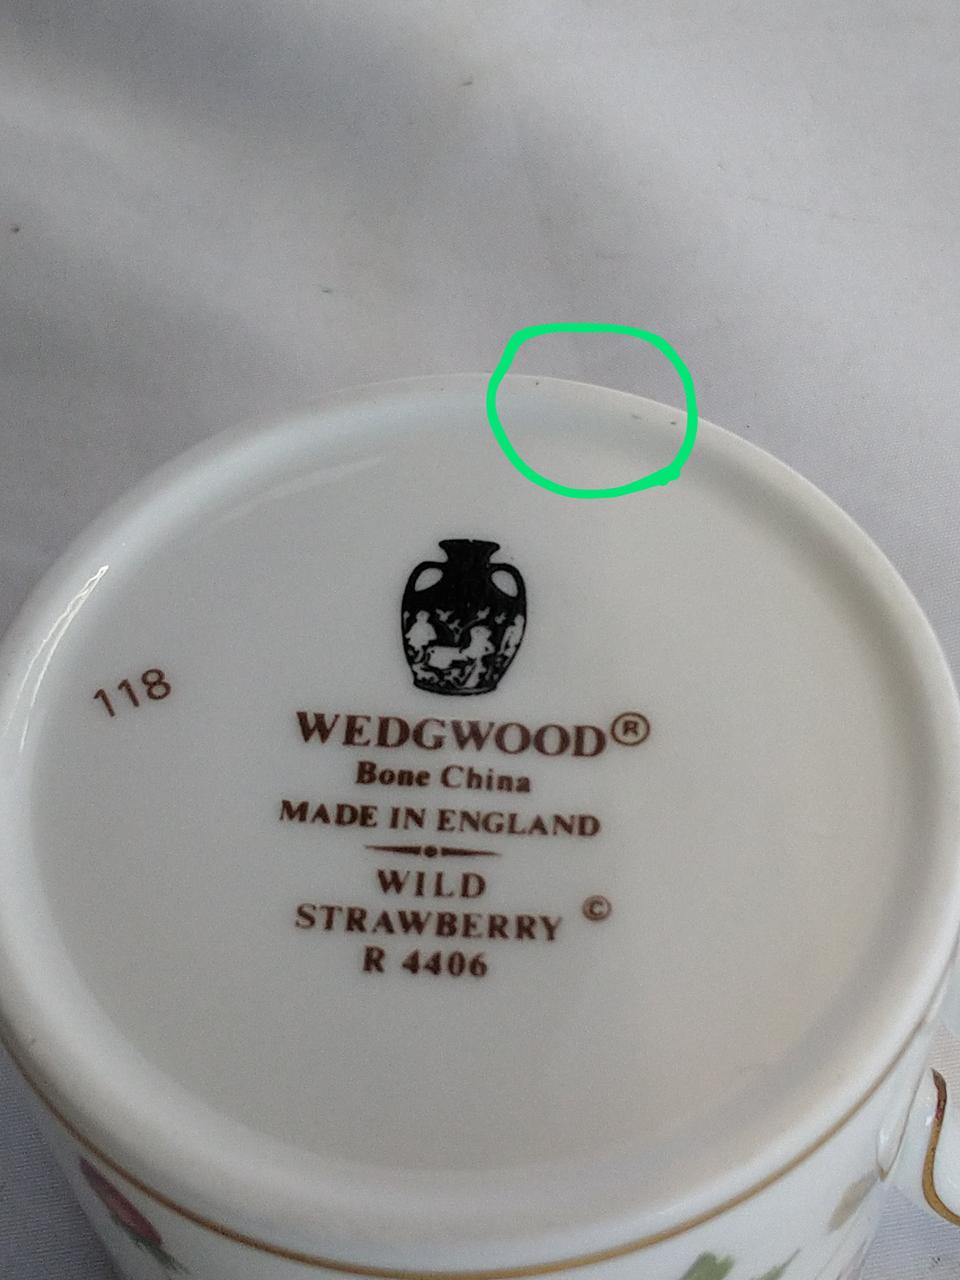 118
WEDGWOOD®
Bone China
MADE IN ENGLAND
WILD
STRAWBERRY ©
R 4406